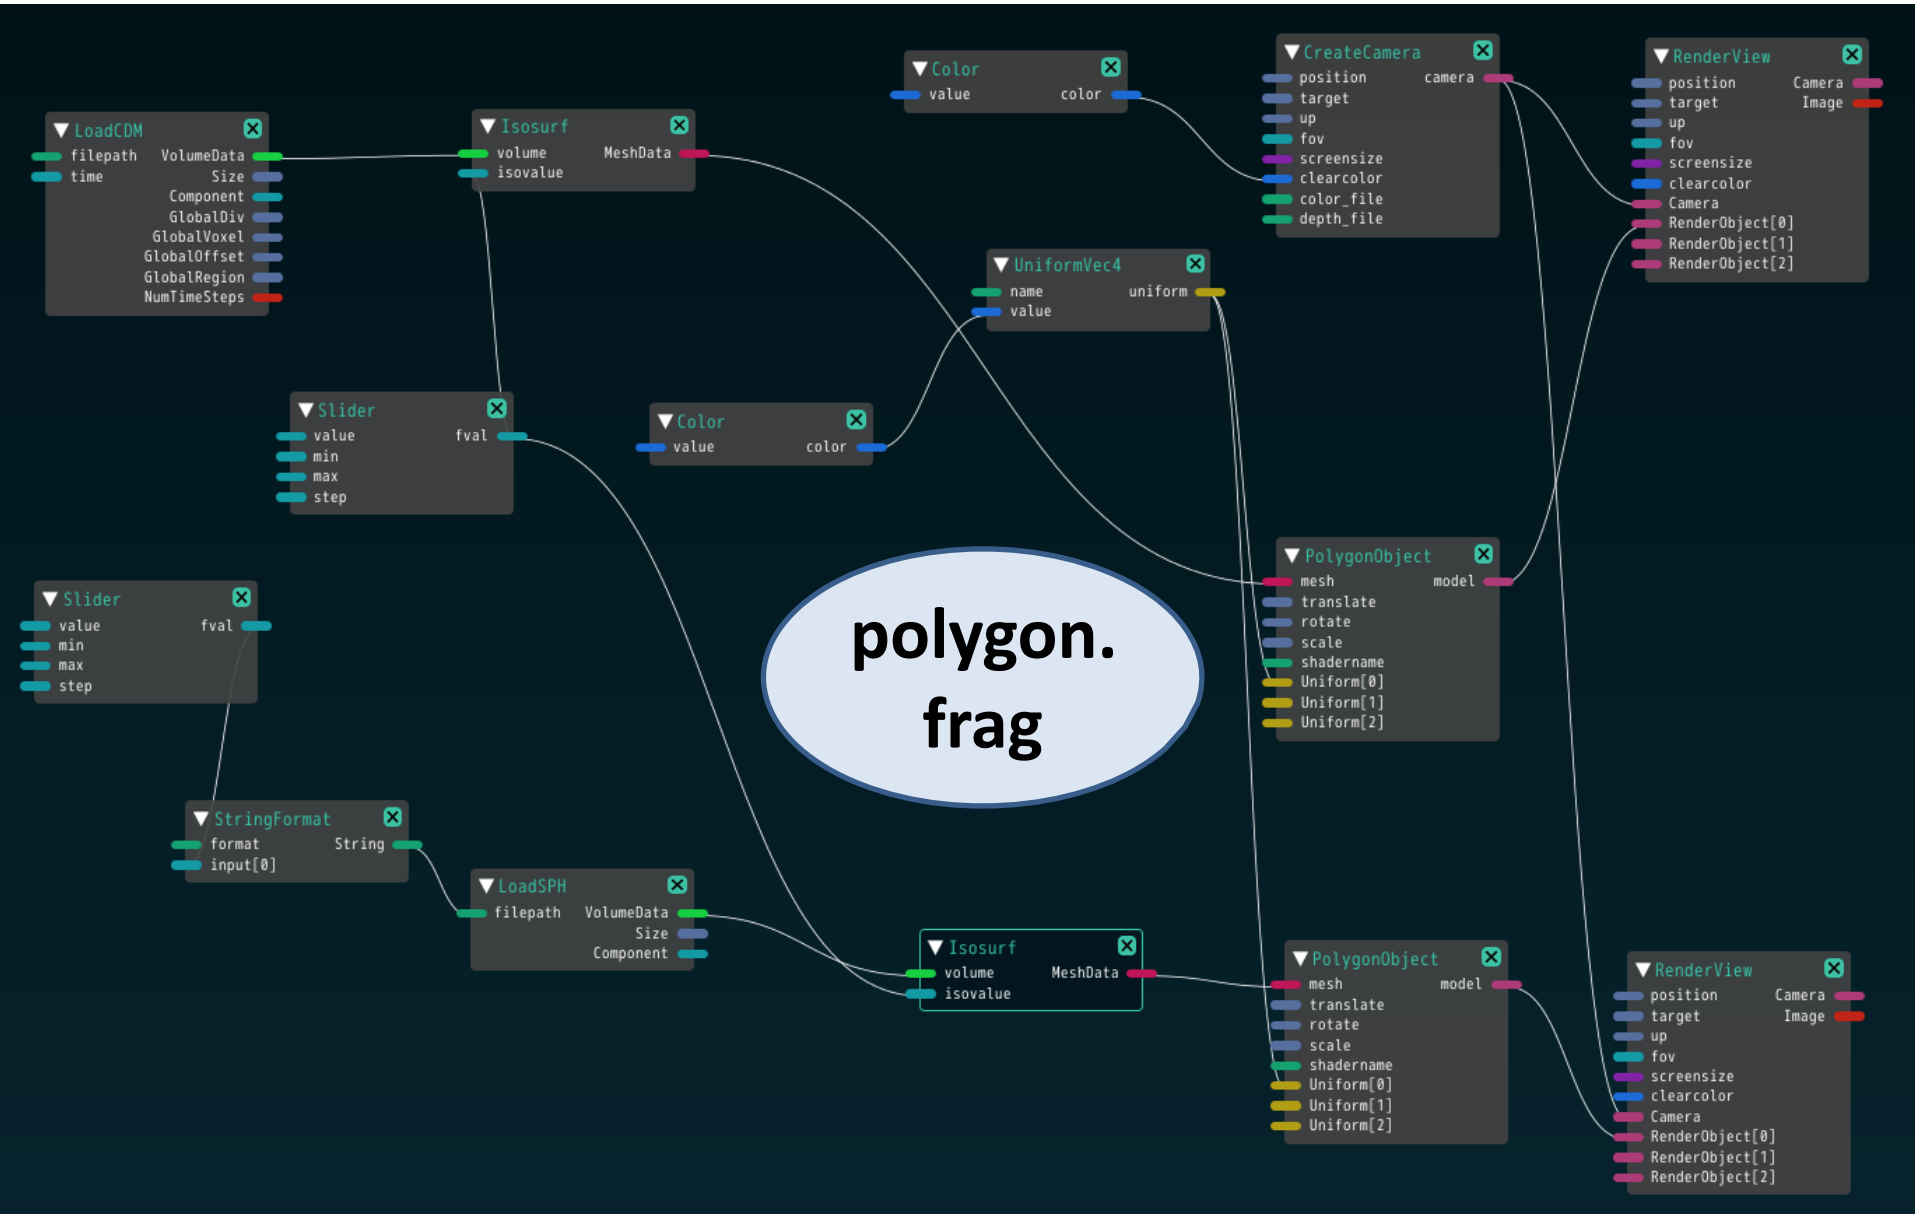 Color
value color
CreateCamera
position camera
target
up
fov
screensize
clearcolor
color_file
depth_file
RenderView
position Camera
target Image
up
fov
screensize
clearcolor
Camera
RenderObject[0]
RenderObject[1]
RenderObject[2]
LoadCDM
filepath VolumeData
time Size
Component
GlobalDiv
GlobalVoxel
GlobalOffset
GlobalRegion
NumTimeSteps
Isosurf
volume MeshData
isovalue
UniformVec4
name uniform
value
Slider
value fval
min
max
step
Color
value color
polygon.
frag
PolygonObject
mesh model
translate
rotate
scale
shadername
Uniform[0]
Uniform[1]
Uniform[2]
Slider
value fval
min
max
step
StringFormat
format String
input[0]
LoadSPH
filepath VolumeData
Size
Component
Isosurf
volume MeshData
isovalue
PolygonObject
mesh model
translate
rotate
scale
shadername
Uniform[0]
Uniform[1]
Uniform[2]
RenderView
position Camera
target Image
up
fov
screensize
clearcolor
Camera
RenderObject[0]
RenderObject[1]
RenderObject[2]